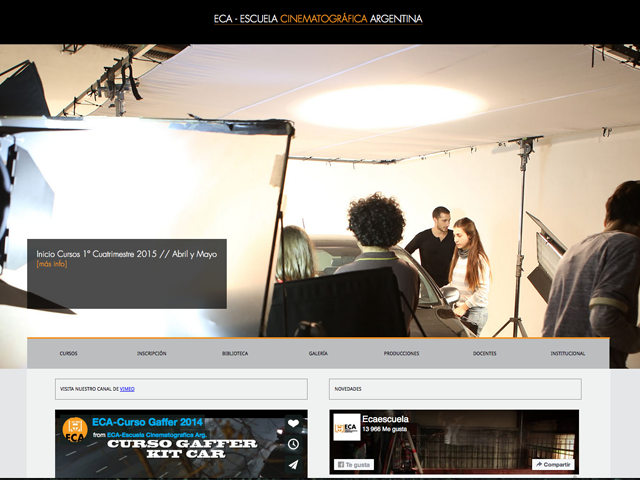 ECA - ESCUELA CINEMATOGRÁFICA ARGENTINA
Inicio Cursos 1º Cuatrimestre 2015 // Abril y Mayo
[más info]
CURSOS INSCRIPCIÓN BIBLIOTECA GALERÍA PRODUCCIONES DOCENTES INSTITUCIONAL
VISITA NUESTRO CANAL DE VIMEO
NOVEDADES
ECA
ECA-Curso Gaffer 2014
from ECA-Escuela Cinematografica Arg.
CURSO GAFFER
KIT CAR
ECA
Ecaescuela
13 966 Me gusta
Te gusta
Compartir